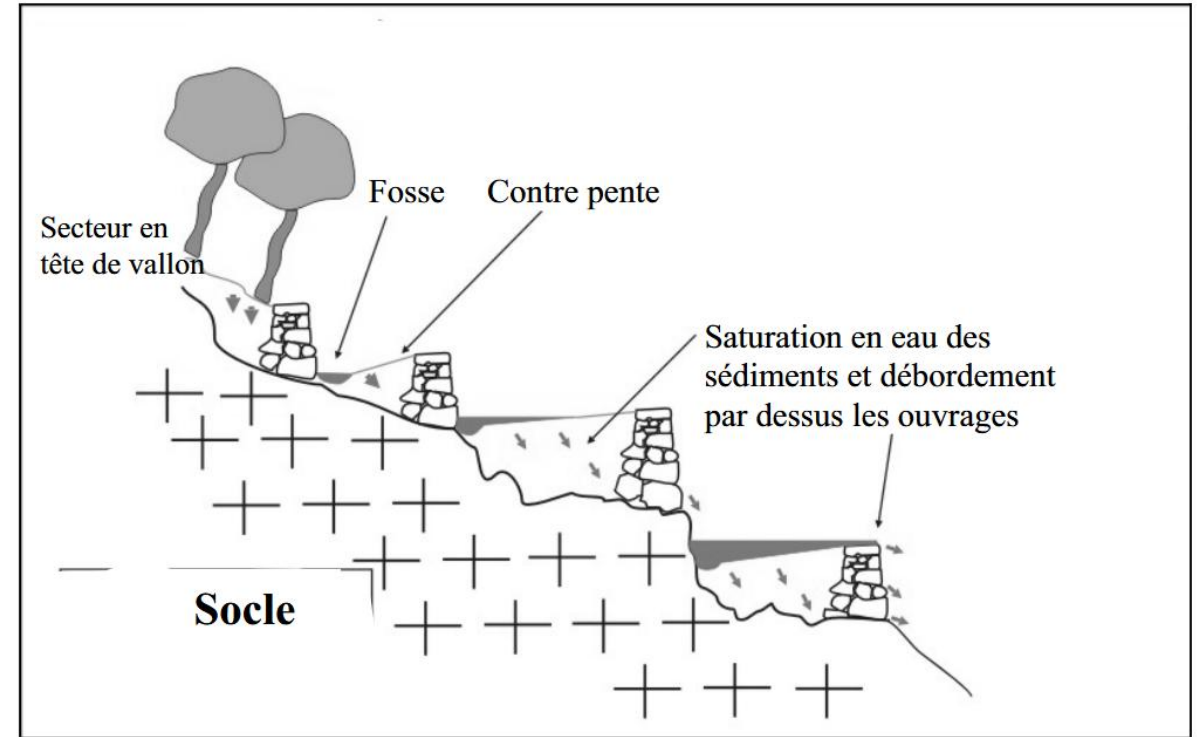 Fosse
Contre pente
Secteur en
tête de vallon
Saturation en eau des
sédiments et débordement
par dessus les ouvrages
Socle